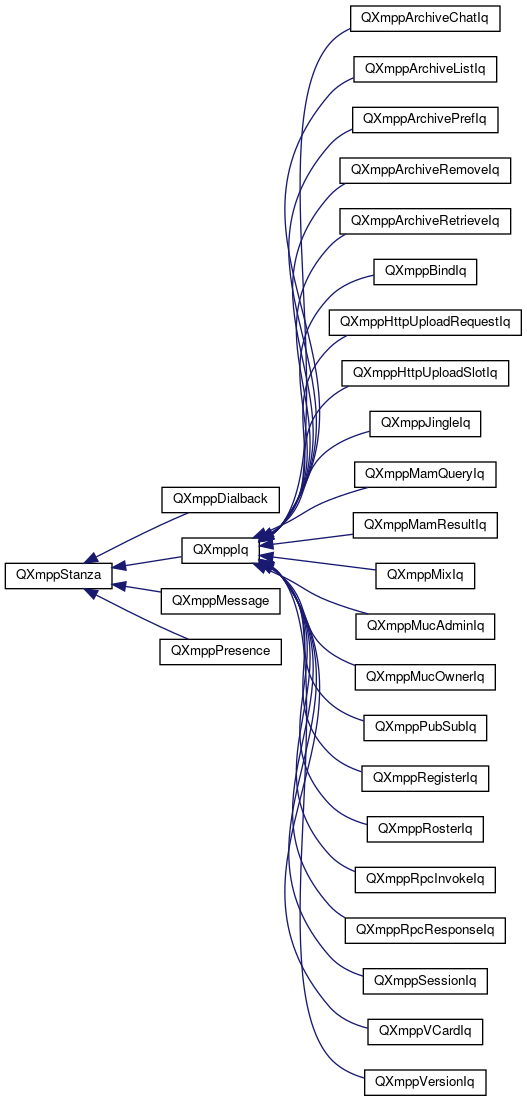 QXmppArchiveChatIq
QXmppArchiveListIq
QXmppArchivePrefIq
QXmppArchiveRemoveIq
QXmppArchiveRetrieveIq
QXmppBindIq
QXmppHttpUploadRequestIq
QXmppHttpUploadSlotIq
QXmppJingleIq
QXmppMamQueryIq
QXmppDialback
QXmppMamResultIq
QXmppIq
QXmppStanza
QXmppMixIq
QXmppMessage
QXmppMucAdminIq
QXmppPresence
QXmppMucOwnerIq
QXmppPubSubIq
QXmppRegisterIq
QXmppRosterIq
QXmppRpcInvokeIq
QXmppRpcResponseIq
QXmppSessionIq
QXmppVCardIq
QXmppVersionIq